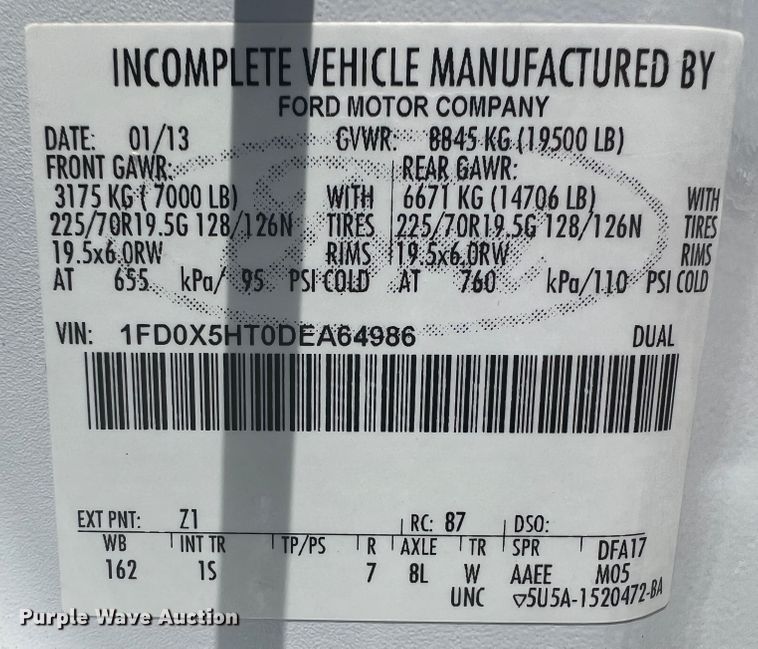 INCOMPLETE VEHICLE MANUFACTURED BY
FORD MOTOR COMPANY
DATE: 01/13 GVWR: 8845 KG (19500 LB)
FRONT GAWR: REAR GAWR:
3175 KG ( 7000 LB) WITH 6671 KG (14706 LB) WITH
225/70R19.5G 128/126N TIRES 225/70R19.5G 128/126N TIRES
19.5x6.0RW RIMS 19.5x6.0RW RIMS
AT 655 kPa/ 95 PSI COLD AT 760 kPa/110 PSI COLD
VIN: 1FD0X5HT0DEA64986 DUAL
EXT PNT: Z1 RC: 87 DSO:
WB INT TR TP/PS R AXLE TR SPR DFA17
162 1S 7 8L W AAEE M05
UNC ▽5U5A-1520472-BA
Purple Wave Auction